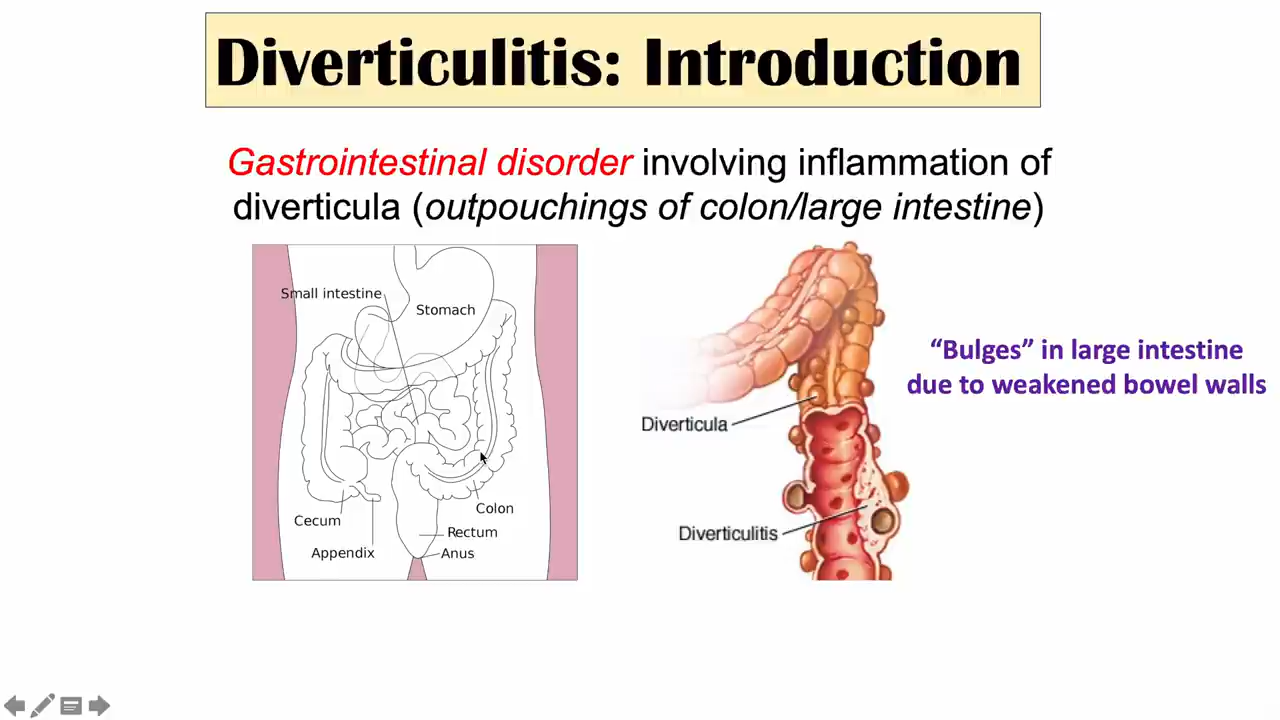 Diverticulitis: Introduction
Gastrointestinal disorder involving inflammation of
diverticula (outpouchings of colon/large intestine)
Small intestine
Stomach
Cecum
Appendix
Colon
Rectum
Anus
Diverticula
Diverticulitis
“Bulges” in large intestine
due to weakened bowel walls